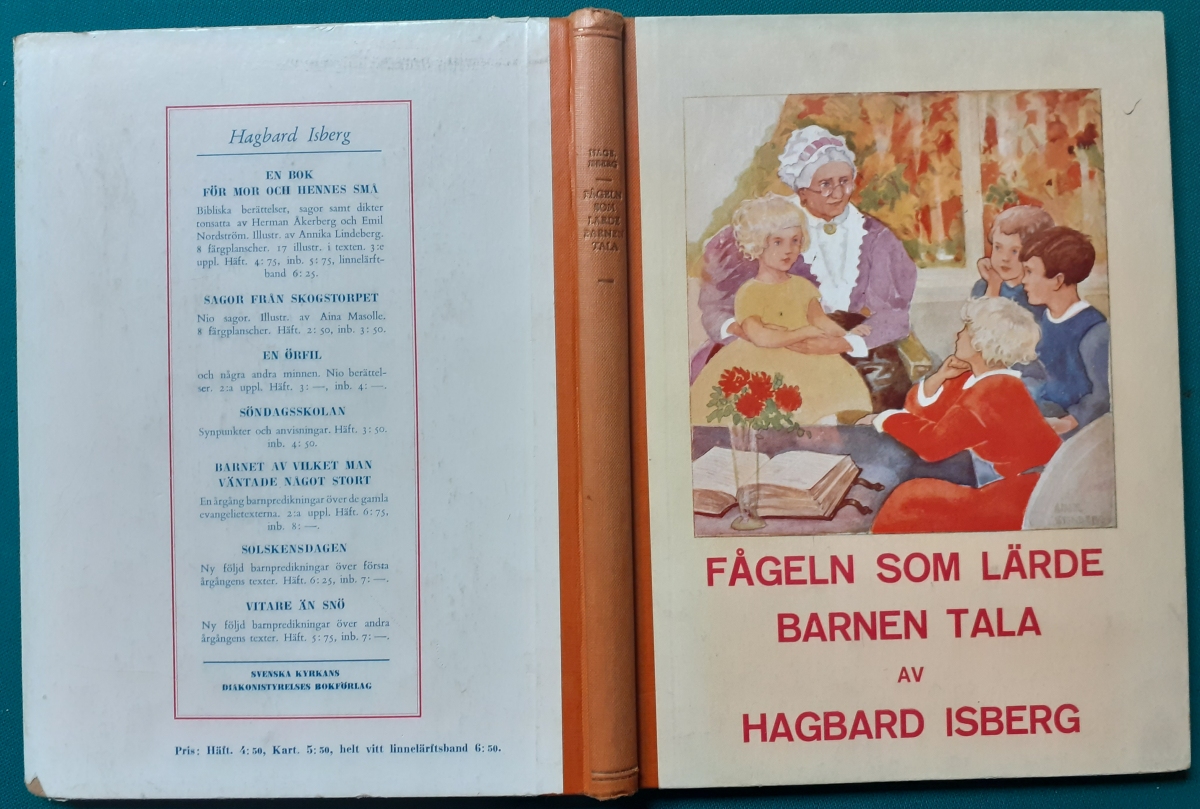 Hagbard Isberg
EN BOK
FÖR MOR OCH HENNES SMÅ
Bibliska berättelser, sagor samt dikter
tonsatta av Herman Åkerberg och Emil
Nordström. Illustr. av Annika Lindeberg.
8 färgplanscher. 17 illustr. i texten. 3:e
uppl. Häft. 4: 75, inb. 5: 75, linnelärft-
band 6: 25.
SAGOR FRÅN SKOGSTORPET
Nio sagor. Illustr. av Aina Masolle.
8 färgplanscher. Häft. 2: 50, inb. 3: 50.
EN ÖRFIL
och några andra minnen. Nio berättel-
ser. 2:a uppl. Häft. 3: —, inb. 4: —.
SÖNDAGSSKOLAN
Synpunkter och anvisningar. Häft. 3: 50.
inb. 4: 50.
BARNET AV VILKET MAN
VÄNTADE NÅGOT STORT
En årgång barnpredikningar över de gamla
evangelietexterna. 2:a uppl. Häft. 6: 75,
inb. 8: —.
SOLSKENSDAGEN
Ny följd barnpredikningar över första
årgångens texter. Häft. 6: 25, inb. 7: —.
VITARE ÄN SNÖ
Ny följd barnpredikningar över andra
årgångens texter. Häft. 5: 75, inb. 7: —.
SVENSKA KYRKANS
DIAKONISTYRELSES BOKFÖRLAG
Pris: Häft. 4: 50, Kart. 5: 50, helt vitt linnelärftsband 6: 50.
HAGB.
ISBERG
FÅGELN
SOM
LÄRDE
BARNEN
TALA
FÅGELN SOM LÄRDE
BARNEN TALA
AV
HAGBARD ISBERG